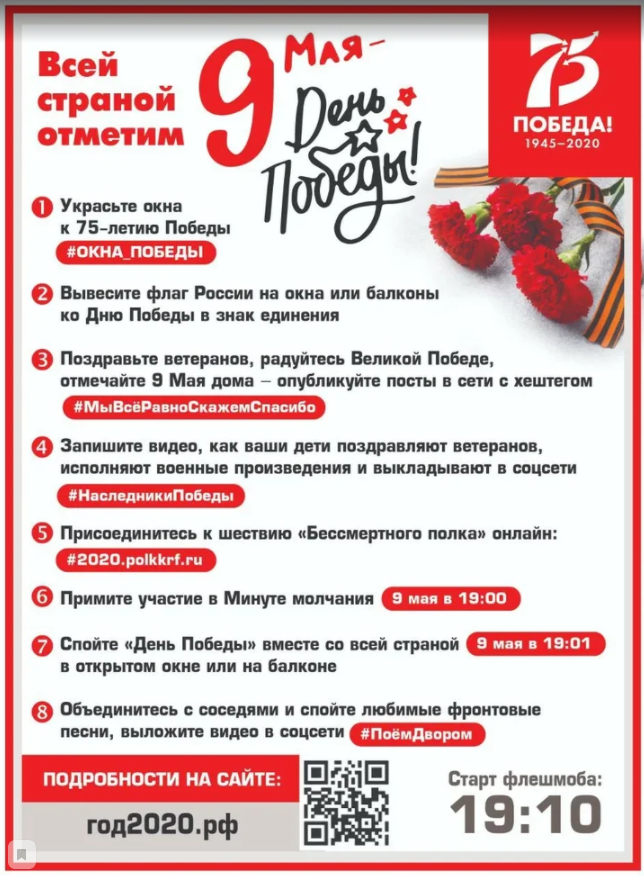 Всей
страной
отметим
9 Мая –
День
Победы!
75
ПОБЕДА!
1945–2020
1 Украсьте окна
к 75-летию Победы
#ОКНА_ПОБЕДЫ
2 Вывесите флаг России на окна или балконы
ко Дню Победы в знак единения
3 Поздравьте ветеранов, радуйтесь Великой Победе,
отмечайте 9 Мая дома – опубликуйте посты в сети с хештегом
#МыВсёРавноСкажемСпасибо
4 Запишите видео, как ваши дети поздравляют ветеранов,
исполняют военные произведения и выкладывают в соцсети
#НаследникиПобеды
5 Присоединитесь к шествию «Бессмертного полка» онлайн:
#2020.polkkrf.ru
6 Примите участие в Минуте молчания 9 мая в 19:00
7 Спойте «День Победы» вместе со всей страной 9 мая в 19:01
в открытом окне или на балконе
8 Объединитесь с соседями и спойте любимые фронтовые
песни, выложите видео в соцсети #ПоёмДвором
ПОДРОБНОСТИ НА САЙТЕ:
год2020.рф
Старт флешмоба:
19:10